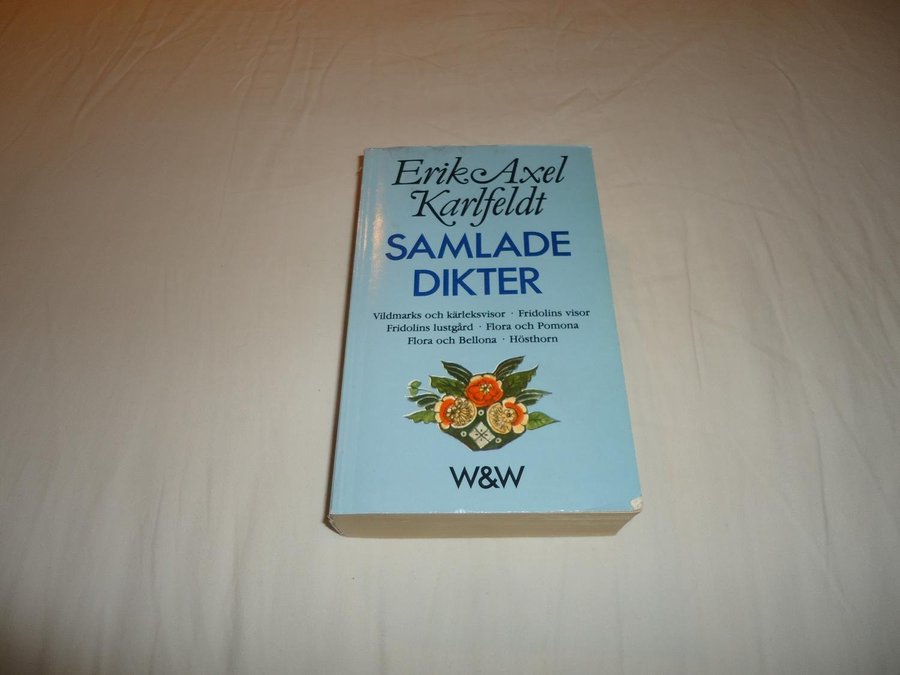 Erik Axel
Karlfeldt
SAMLADE
DIKTER
Vildmarks och kärleksvisor · Fridolins visor
Fridolins lustgård · Flora och Pomona
Flora och Bellona · Hösthorn
W&W